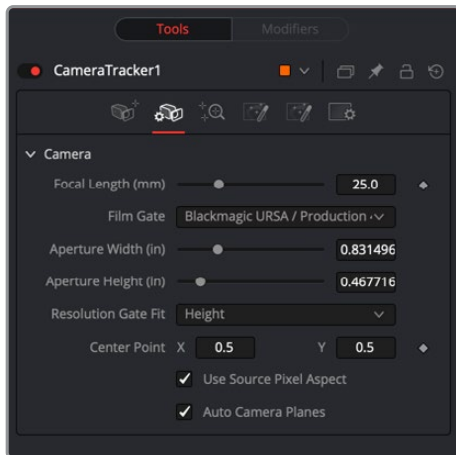 Tools Modifiers
CameraTracker1
Camera
Focal Length (mm) 25.0
Film Gate Blackmagic URSA / Production
Aperture Width (in) 0.831496
Aperture Height (In) 0.467716
Resolution Gate Fit Height
Center Point X 0.5 Y 0.5
Use Source Pixel Aspect
Auto Camera Planes